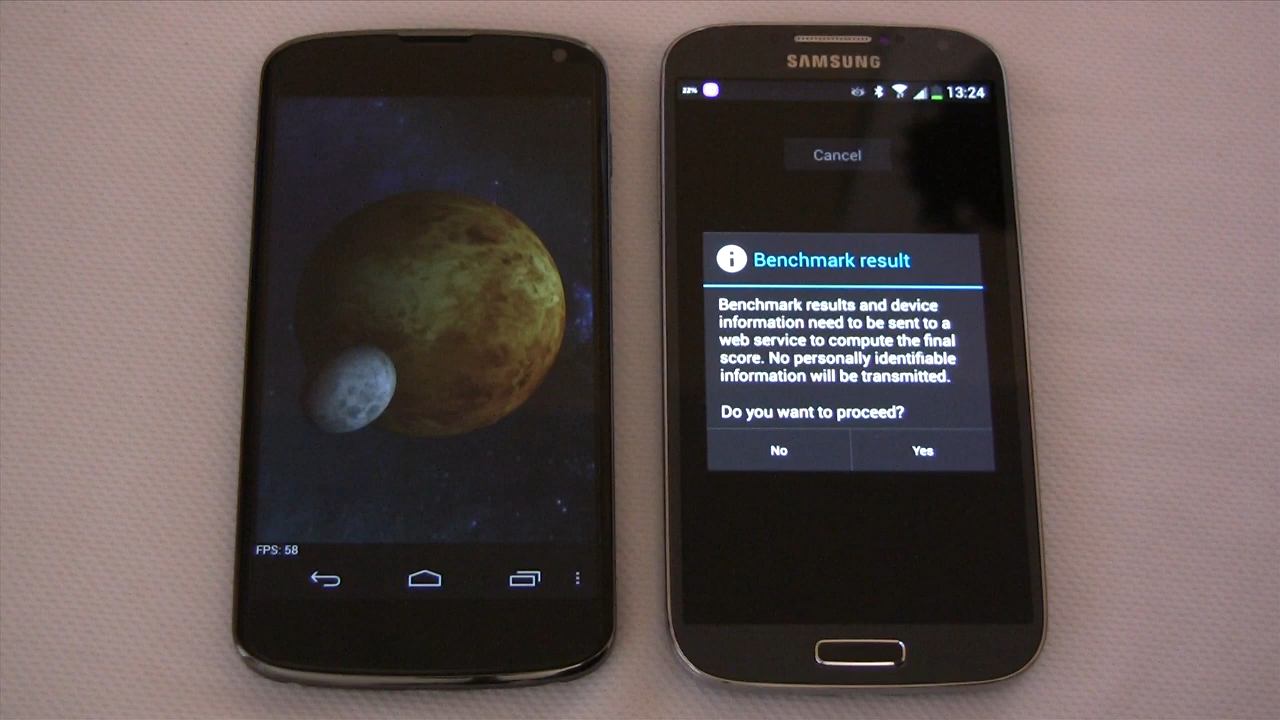 FPS: 58
SAMSUNG
22%
13:24
Cancel
Benchmark result
Benchmark results and device
information need to be sent to a
web service to compute the final
score. No personally identifiable
information will be transmitted.
Do you want to proceed?
No
Yes